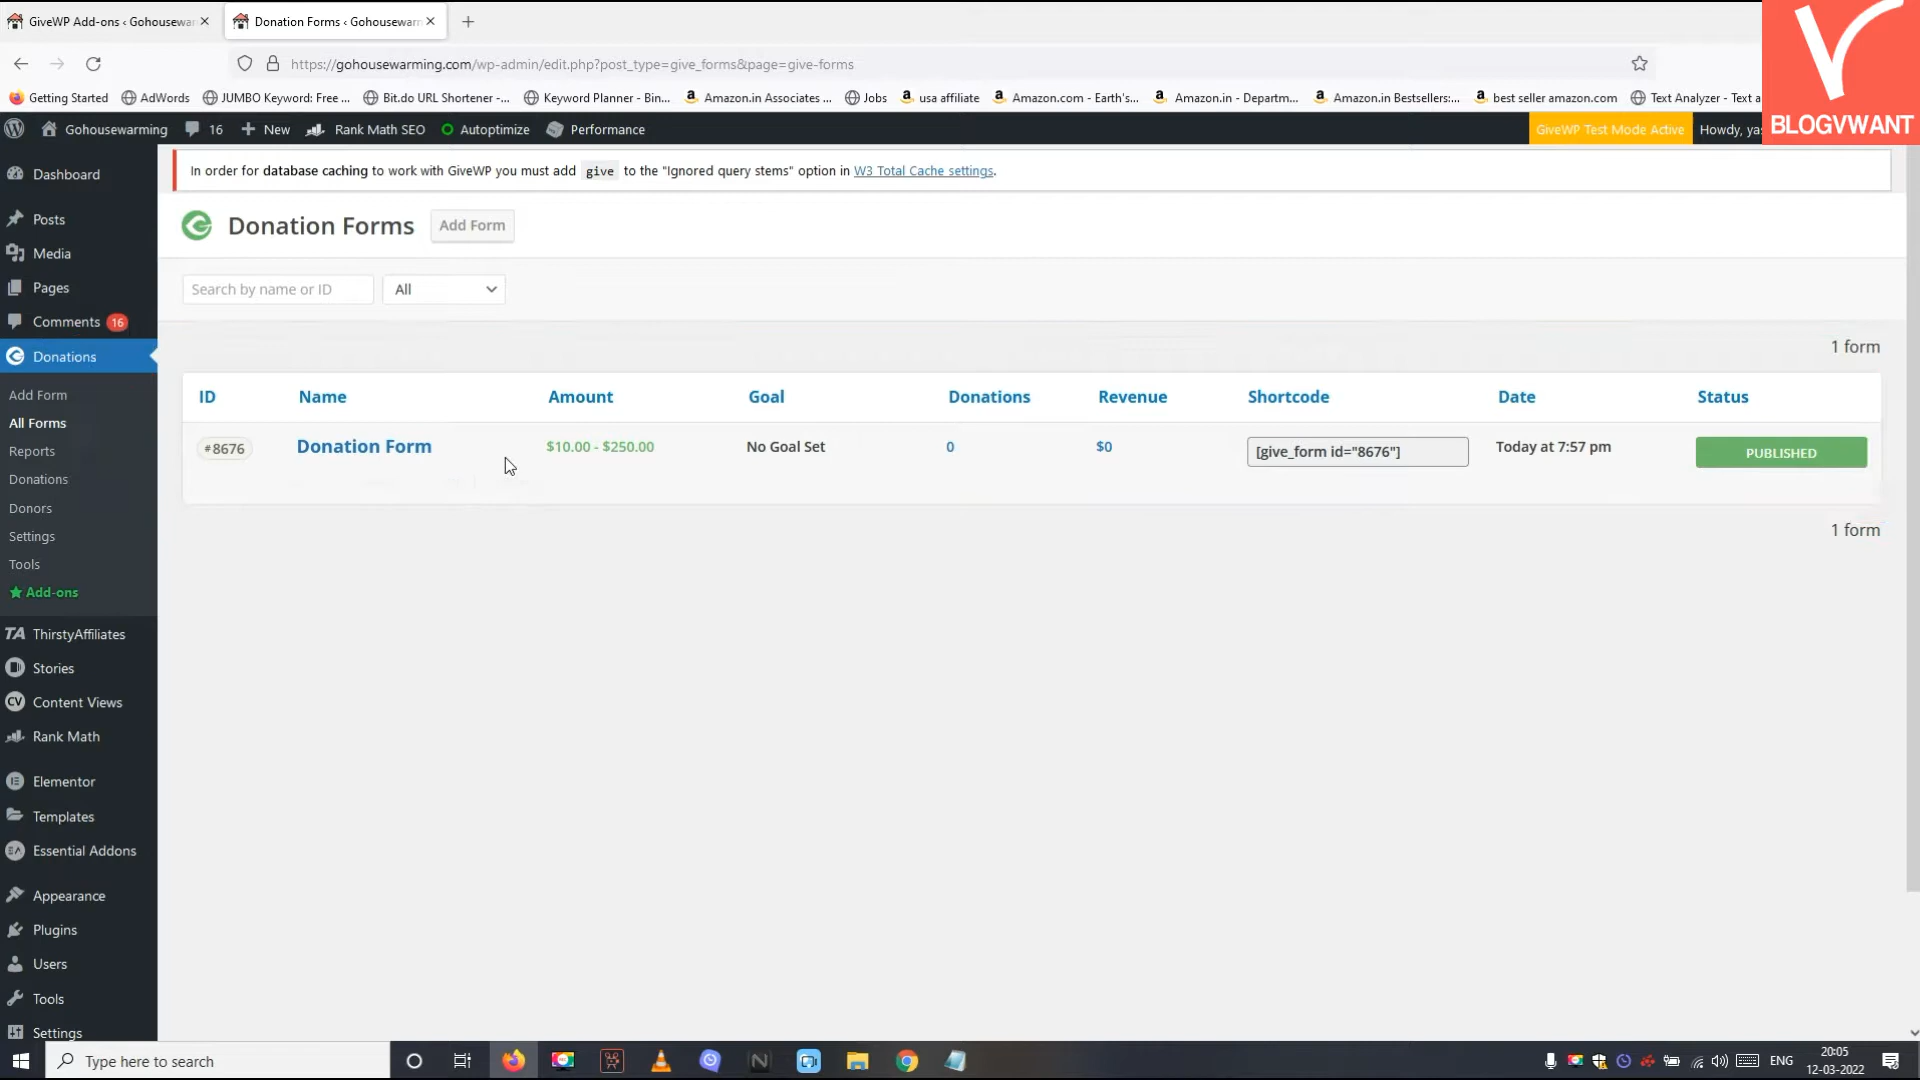 GiveWP Add-ons ‹ Gohousewar
Donation Forms ‹ Gohousewarm
https://gohousewarming.com/wp-admin/edit.php?post_type=give_forms&page=give-forms
Getting Started
AdWords
JUMBO Keyword: Free ...
Bit.do URL Shortener -...
Keyword Planner - Bin...
Amazon.in Associates ...
Jobs
usa affiliate
Amazon.com - Earth's...
Amazon.in - Departm...
Amazon.in Bestsellers:...
best seller amazon.com
Text Analyzer - Text a
BLOGVWANT
Gohousewarming
16
New
Rank Math SEO
Autoptimize
Performance
GiveWP Test Mode Active
Howdy, yas
Dashboard
Posts
Media
Pages
Comments 16
Donations
Add Form
All Forms
Reports
Donations
Donors
Settings
Tools
Add-ons
ThirstyAffiliates
Stories
Content Views
Rank Math
Elementor
Templates
Essential Addons
Appearance
Plugins
Users
Tools
Settings
In order for database caching to work with GiveWP you must add give to the "Ignored query stems" option in W3 Total Cache settings.
Donation Forms
Add Form
Search by name or ID
All
1 form
ID Name Amount Goal Donations Revenue Shortcode Date Status
#8676 Donation Form $10.00 - $250.00 No Goal Set 0 $0 [give_form id="8676"] Today at 7:57 pm PUBLISHED
1 form
Type here to search
ENG
20:05
12-03-2022